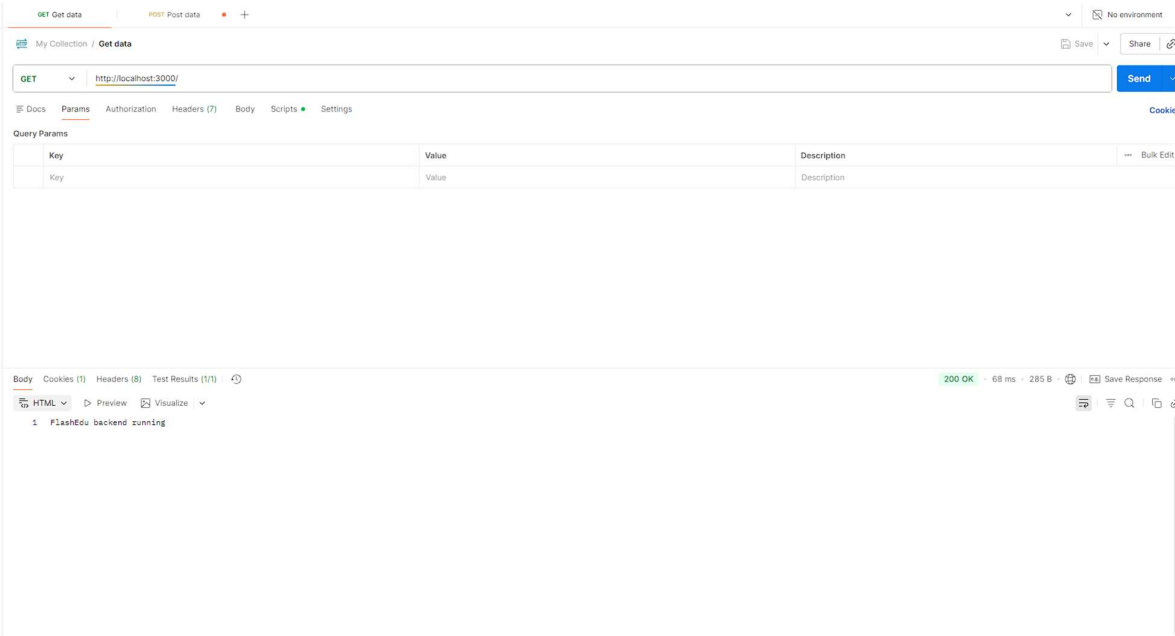 GET Get data POST Post data No environment
My Collection / Get data Save Share
GET http://localhost:3000/ Send
Docs Params Authorization Headers (7) Body Scripts Settings Cookie
Query Params
Key Value Description Bulk Edit
Key Value Description
Body Cookies (1) Headers (8) Test Results (1/1) 200 OK 68 ms 285 B Save Response
HTML Preview Visualize
1 FlashEdu backend running